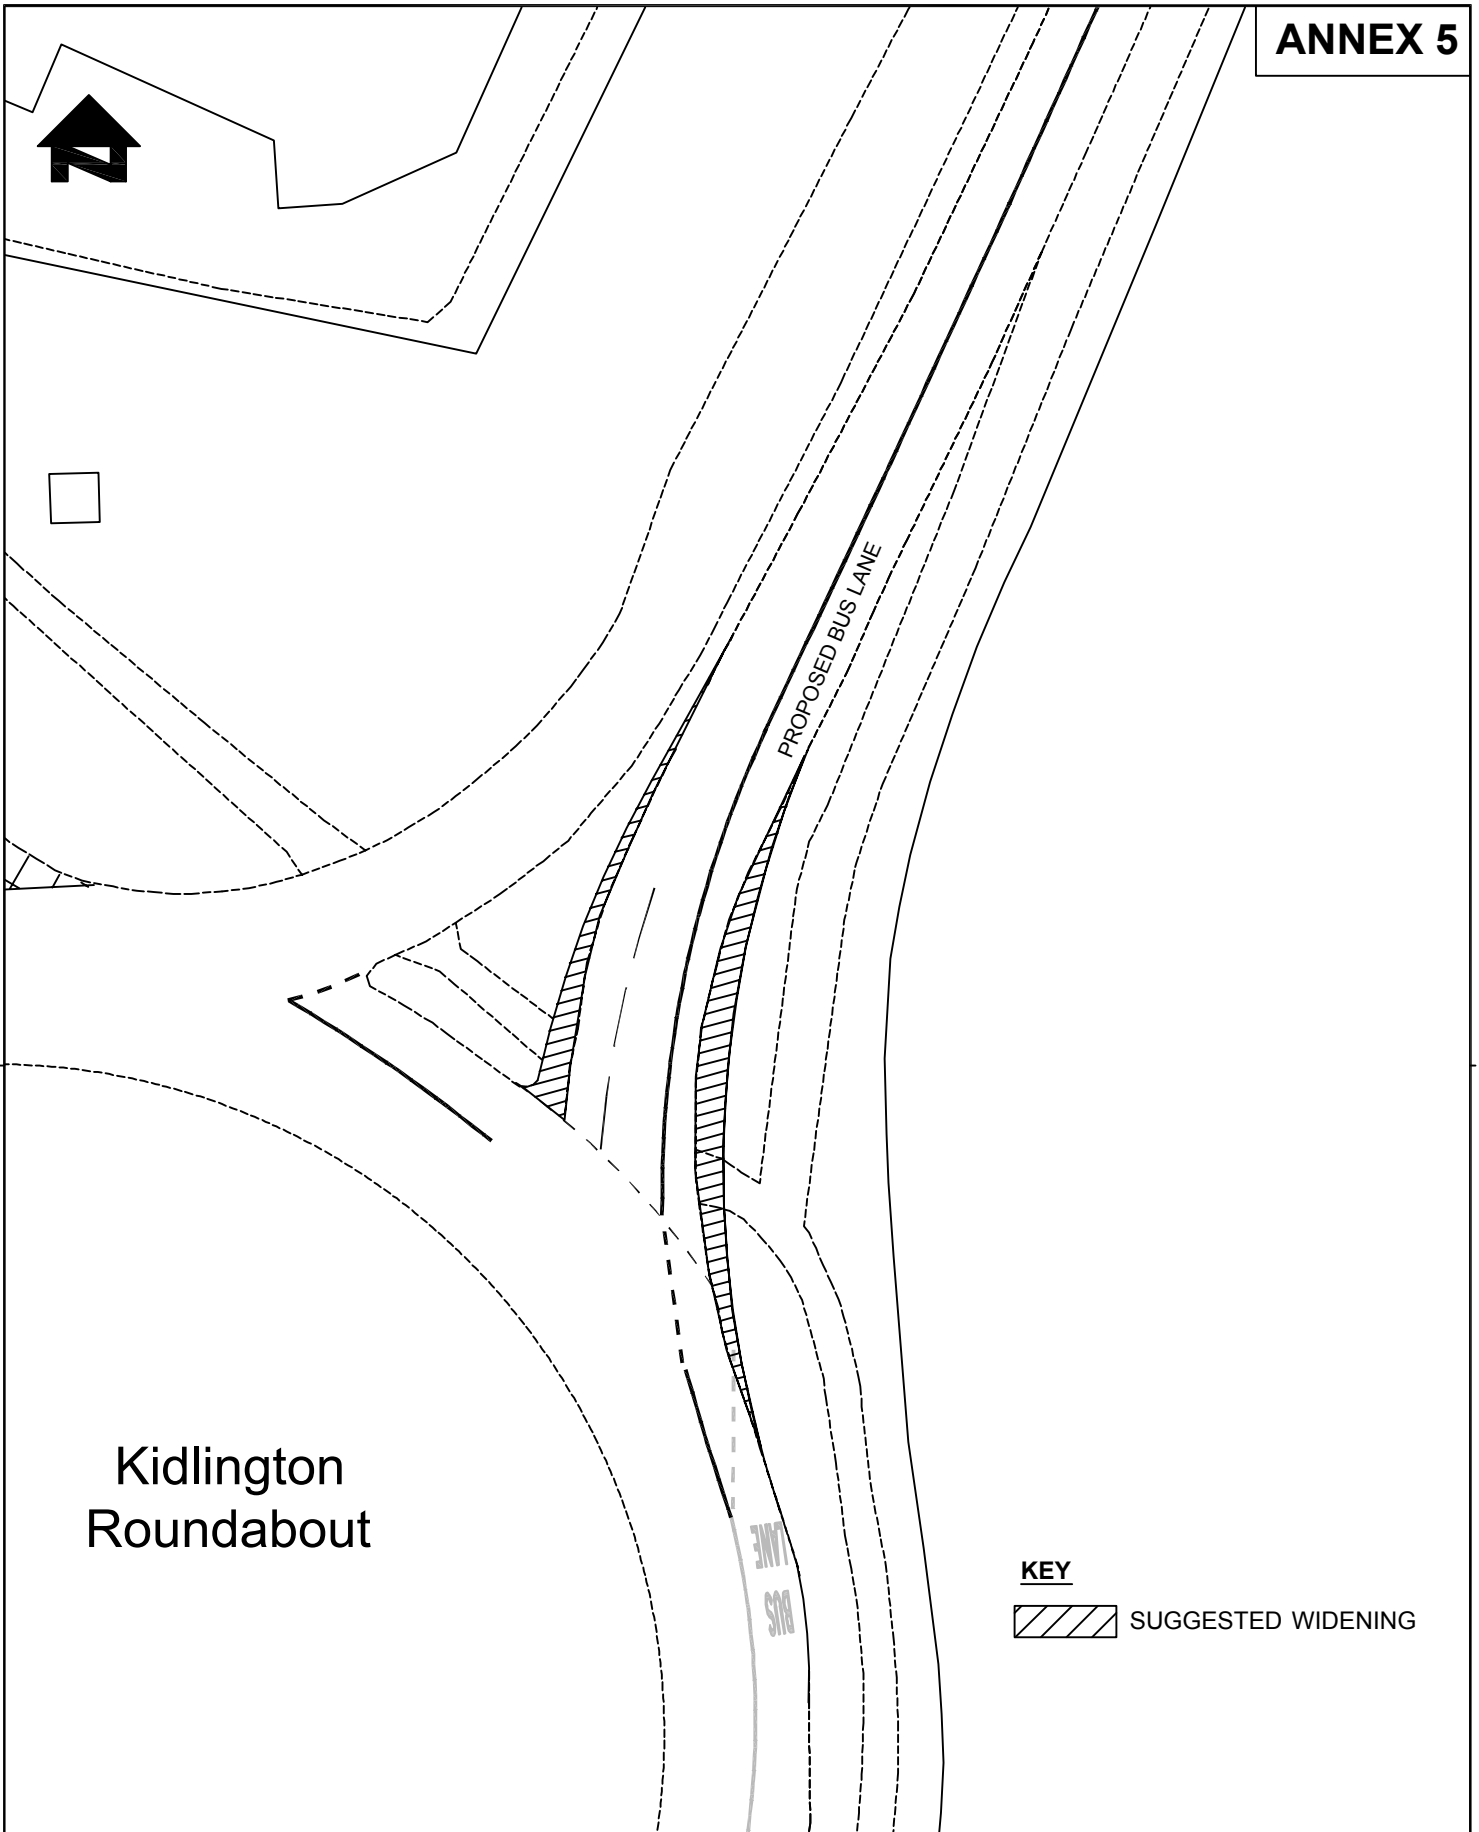 ANNEX 5
PROPOSED BUS LANE
Kidlington
Roundabout
LANE
BUS
KEY
SUGGESTED WIDENING